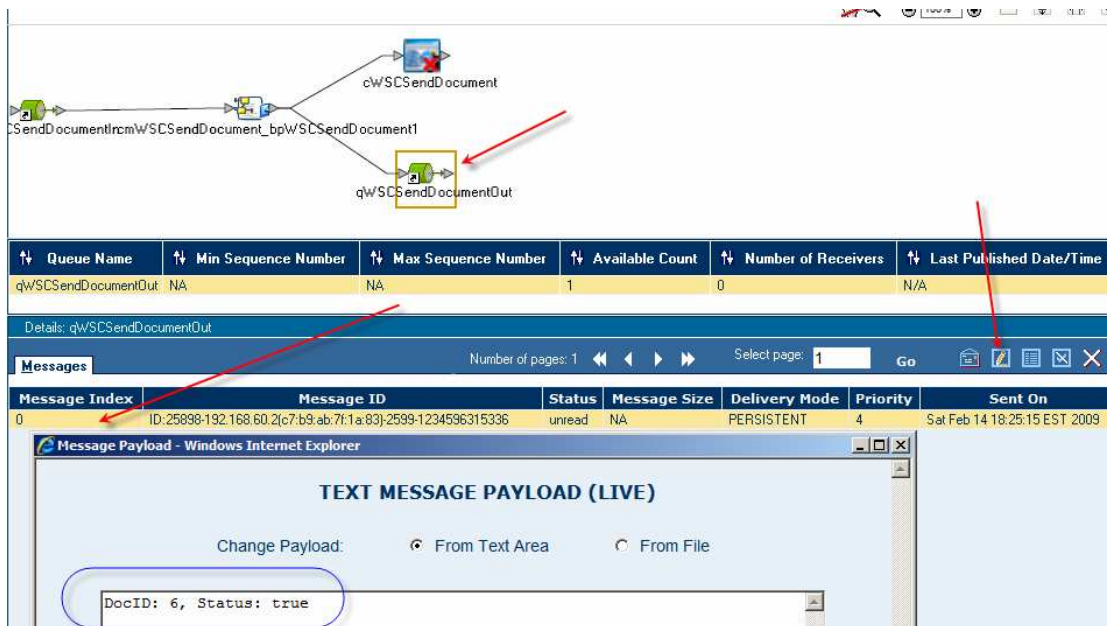 100%
cWSCSendDocument
CSendDocumentIn
cmWSCSendDocument_bpWSCSendDocument1
qWSCSendDocumentOut
Queue Name Min Sequence Number Max Sequence Number Available Count Number of Receivers Last Published Date/Time
qWSCSendDocumentOut NA NA 1 0 N/A
Details: qWSCSendDocumentOut
Messages Number of pages: 1 Select page: 1 Go
Message Index Message ID Status Message Size Delivery Mode Priority Sent On
0 ID:25898-192.168.60.2(c7:b9:ab:7f:1a:83)-2599-1234596315336 unread NA PERSISTENT 4 Sat Feb 14 18:25:15 EST 2009
Message Payload - Windows Internet Explorer
TEXT MESSAGE PAYLOAD (LIVE)
Change Payload: From Text Area From File
DocID: 6, Status: true